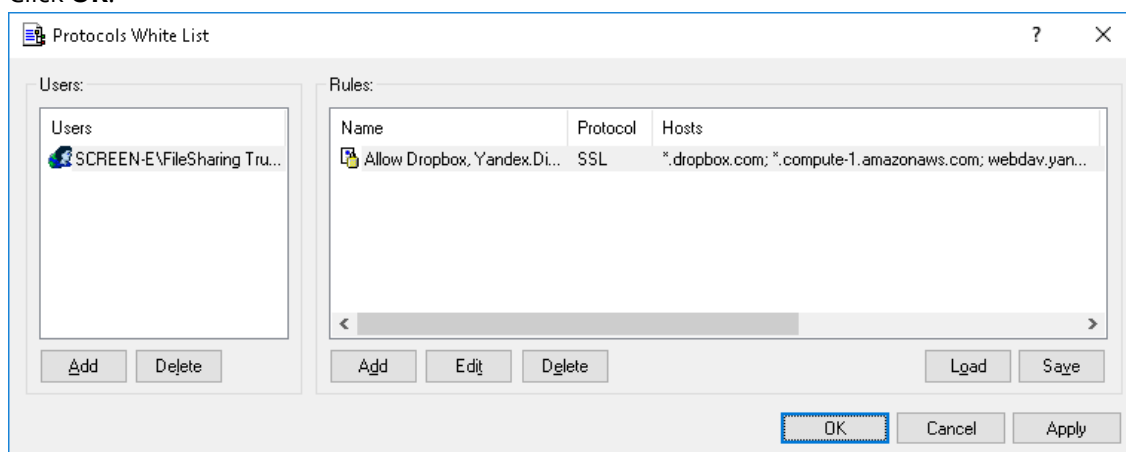 Click OK.
Protocols White List
?
Users:
Users
SCREEN-E\FileSharing Tru...
Add
Delete
Rules:
Name Protocol Hosts
Allow Dropbox, Yandex.Di... SSL *.dropbox.com; *.compute-1.amazonaws.com; webdav.yan...
Add
Edit
Delete
Load
Save
OK
Cancel
Apply